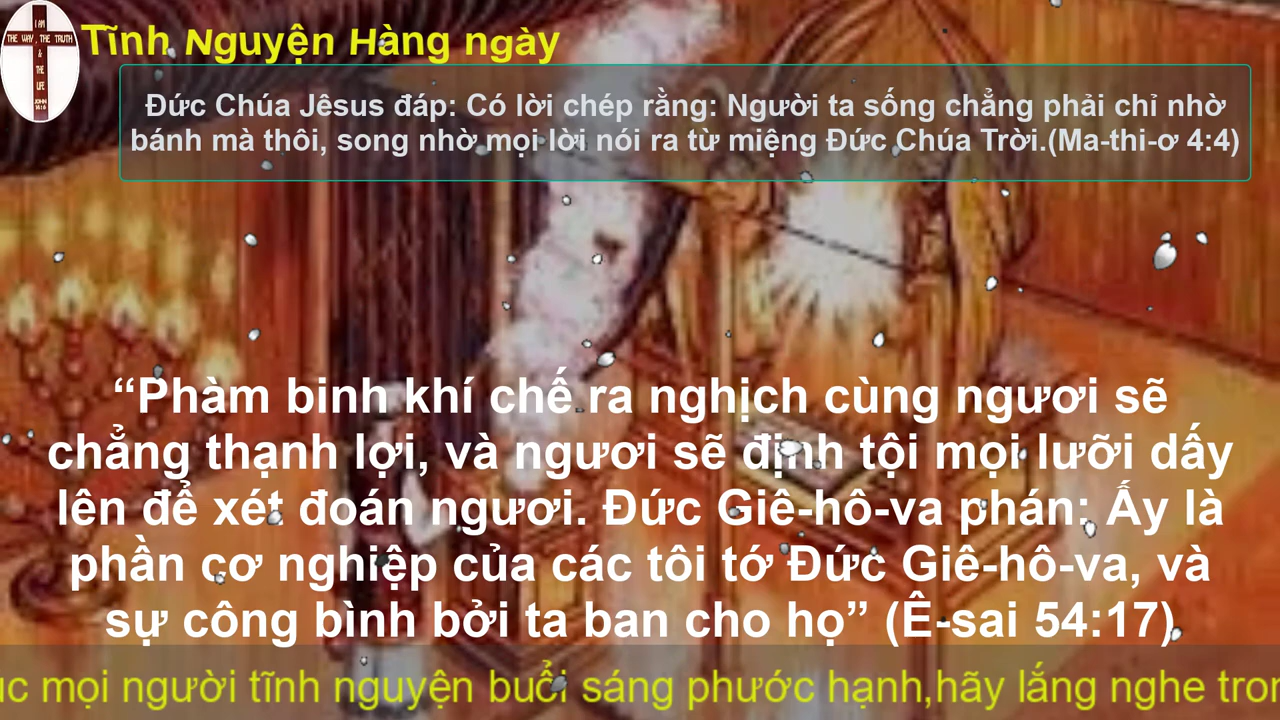 I AM
THE WAY, THE TRUTH
&
THE
LIFE
JOHN
14:6
Tĩnh Nguyện Hàng ngày
Đức Chúa Jêsus đáp: Có lời chép rằng: Người ta sống chẳng phải chỉ nhờ
bánh mà thôi, song nhờ mọi lời nói ra từ miệng Đức Chúa Trời.(Ma-thi-ơ 4:4)
“Phàm binh khí chế ra nghịch cùng ngươi sẽ
chẳng thạnh lợi, và ngươi sẽ định tội mọi lưỡi dấy
lên để xét đoán ngươi. Đức Giê-hô-va phán: Ấy là
phần cơ nghiệp của các tôi tớ Đức Giê-hô-va, và
sự công bình bởi ta ban cho họ” (Ê-sai 54:17)
úc mọi người tĩnh nguyện buổi sáng phước hạnh,hãy lắng nghe tron